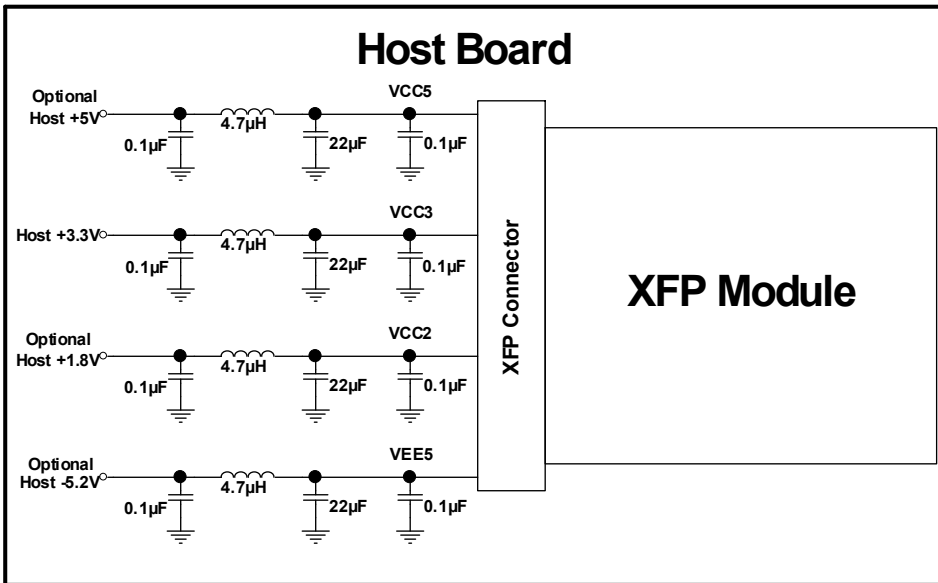 Host Board
Optional
Host +5V
0.1µF
4.7µH
22µF
VCC5
0.1µF
Host +3.3V
0.1µF
4.7µH
22µF
VCC3
0.1µF
Optional
Host +1.8V
0.1µF
4.7µH
22µF
VCC2
0.1µF
Optional
Host -5.2V
0.1µF
4.7µH
22µF
VEE5
0.1µF
XFP Connector
XFP Module